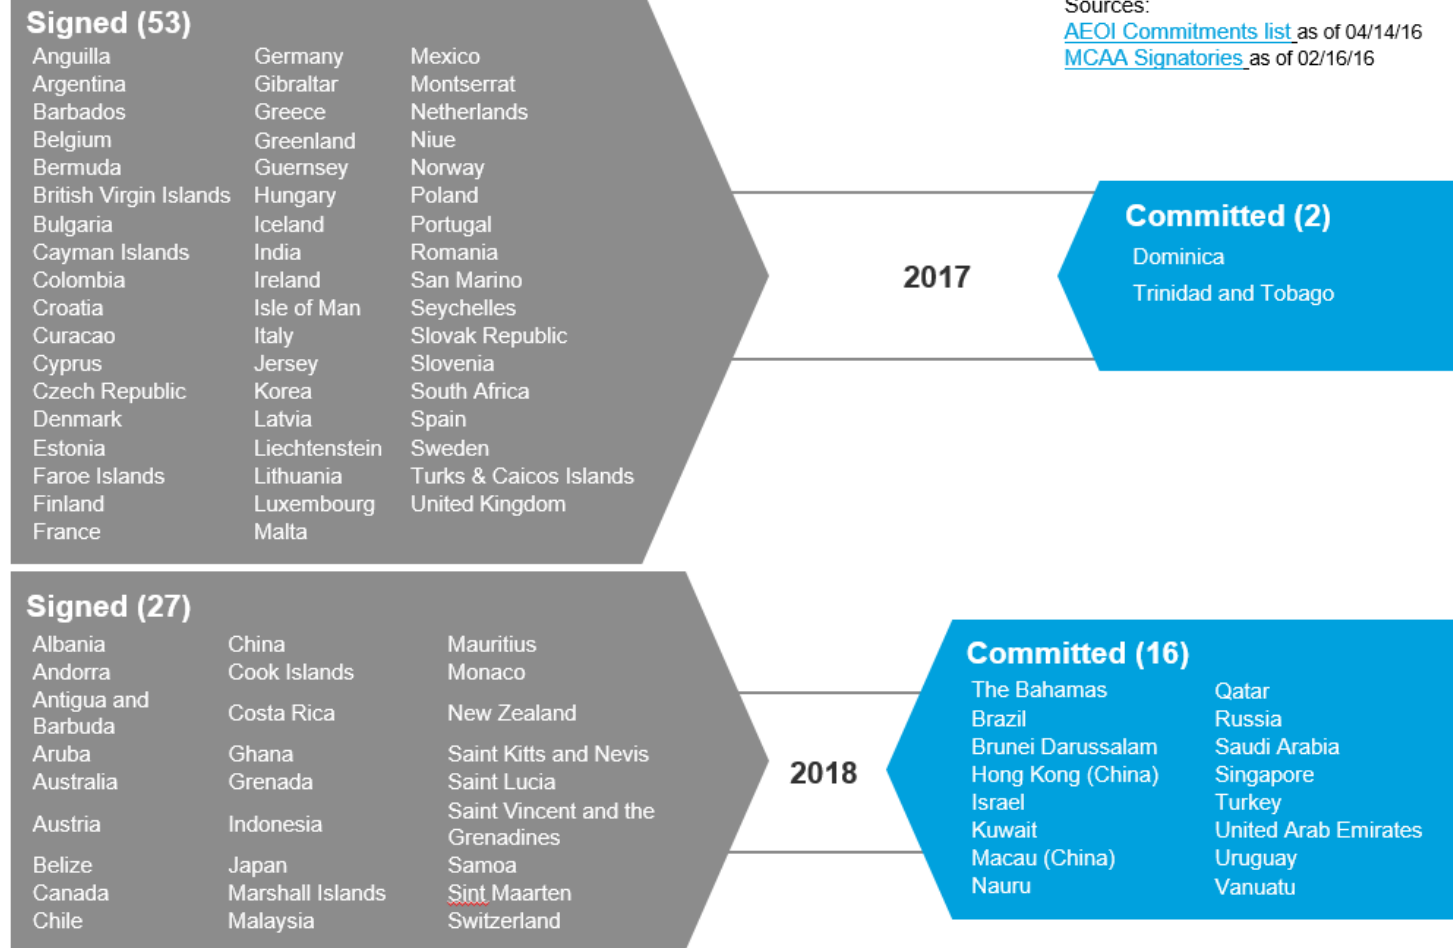 Signed (53)
Anguilla
Argentina
Barbados
Belgium
Bermuda
British Virgin Islands
Bulgaria
Cayman Islands
Colombia
Croatia
Curacao
Cyprus
Czech Republic
Denmark
Estonia
Faroe Islands
Finland
France
Germany
Gibraltar
Greece
Greenland
Guernsey
Hungary
Iceland
India
Ireland
Isle of Man
Italy
Jersey
Korea
Latvia
Liechtenstein
Lithuania
Luxembourg
Malta
Mexico
Montserrat
Netherlands
Niue
Norway
Poland
Portugal
Romania
San Marino
Seychelles
Slovak Republic
Slovenia
South Africa
Spain
Sweden
Turks & Caicos Islands
United Kingdom
Sources:
AEOI Commitments list as of 04/14/16
MCAA Signatories as of 02/16/16
2017
Committed (2)
Dominica
Trinidad and Tobago
Signed (27)
Albania
Andorra
Antigua and
Barbuda
Aruba
Australia
Austria
Belize
Canada
Chile
China
Cook Islands
Costa Rica
Ghana
Grenada
Indonesia
Japan
Marshall Islands
Malaysia
Mauritius
Monaco
New Zealand
Saint Kitts and Nevis
Saint Lucia
Saint Vincent and the
Grenadines
Samoa
Sint Maarten
Switzerland
2018
Committed (16)
The Bahamas
Brazil
Brunei Darussalam
Hong Kong (China)
Israel
Kuwait
Macau (China)
Nauru
Qatar
Russia
Saudi Arabia
Singapore
Turkey
United Arab Emirates
Uruguay
Vanuatu